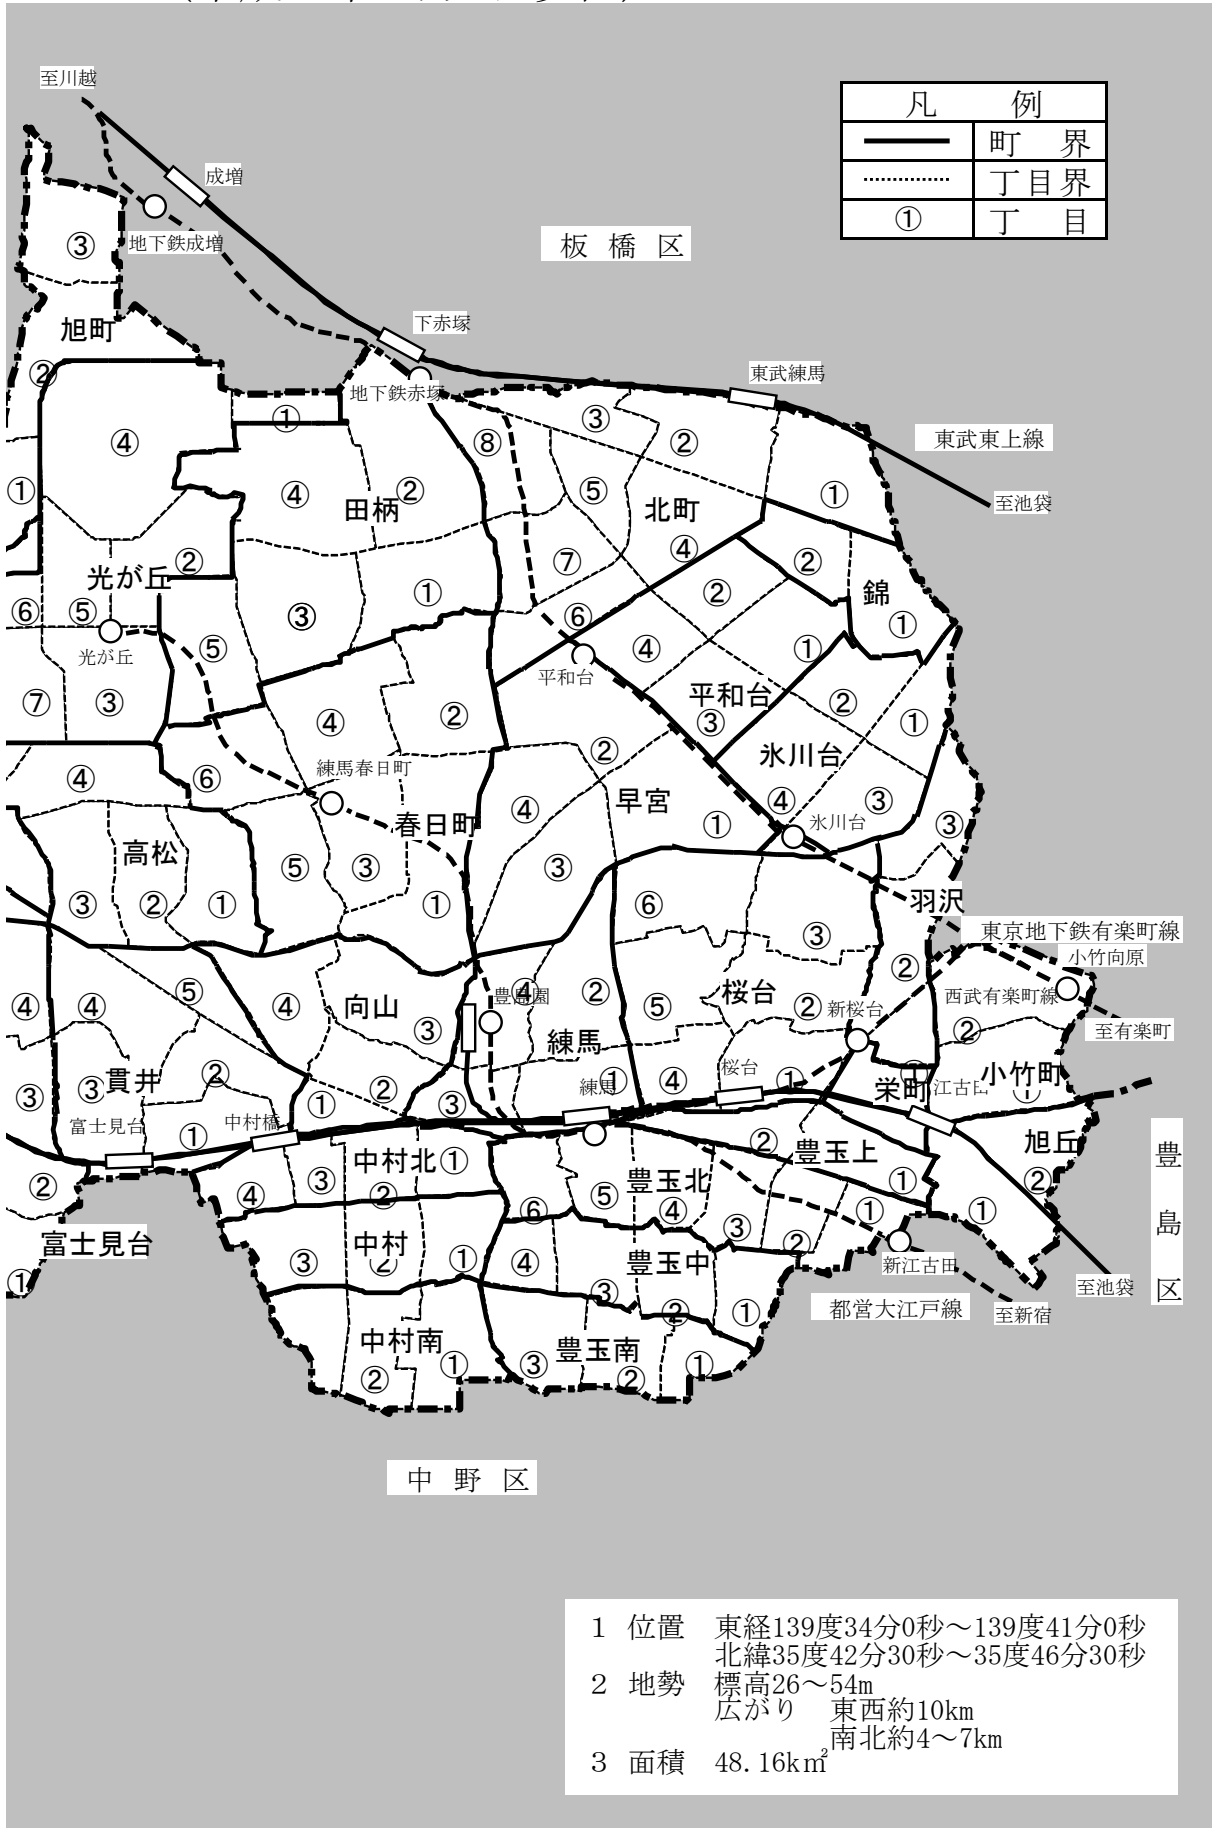 至川越
成増
地下鉄成増
凡 例
町 界
丁目界
① 丁 目
板橋区
③
旭町
下赤塚
②
地下鉄赤塚
東武練馬
①
③
④
⑧
②
東武東上線
①
④
田柄
②
⑤
北町
①
至池袋
光が丘
②
④
⑦
②
②
錦
⑥
⑤
③
①
⑥
①
光が丘
⑤
平和台
④
①
⑦
③
④
②
平和台
③
②
①
④
⑥
練馬春日町
②
氷川台
高松
⑤
春日町
③
④
早宮
①
④
氷川台
③
③
③
②
①
①
③
⑥
③
羽沢
東京地下鉄有楽町線
小竹向原
④
④
⑤
④
向山
③
豊島園
④
②
練馬
⑤
桜台
②
新桜台
②
西武有楽町線
②
至有楽町
③
③
貫井
②
富士見台
①
中村橋
①
②
③
①
練馬
④
桜台
①
栄町
①
江古田
小竹町
①
②
富士見台
①
④
③
中村北
②
①
⑥
⑤
豊玉北
④
③
②
①
②
豊玉上
①
旭丘
②
①
豊島区
③
中村
②
①
④
豊玉中
③
②
①
新江古田
都営大江戸線
至新宿
至池袋
中村南
②
①
③
豊玉南
②
①
中野区
1 位置 東経139度34分0秒～139度41分0秒
北緯35度42分30秒～35度46分30秒
2 地勢 標高26～54m
広がり 東西約10km
南北約4～7km
3 面積 48.16k㎡